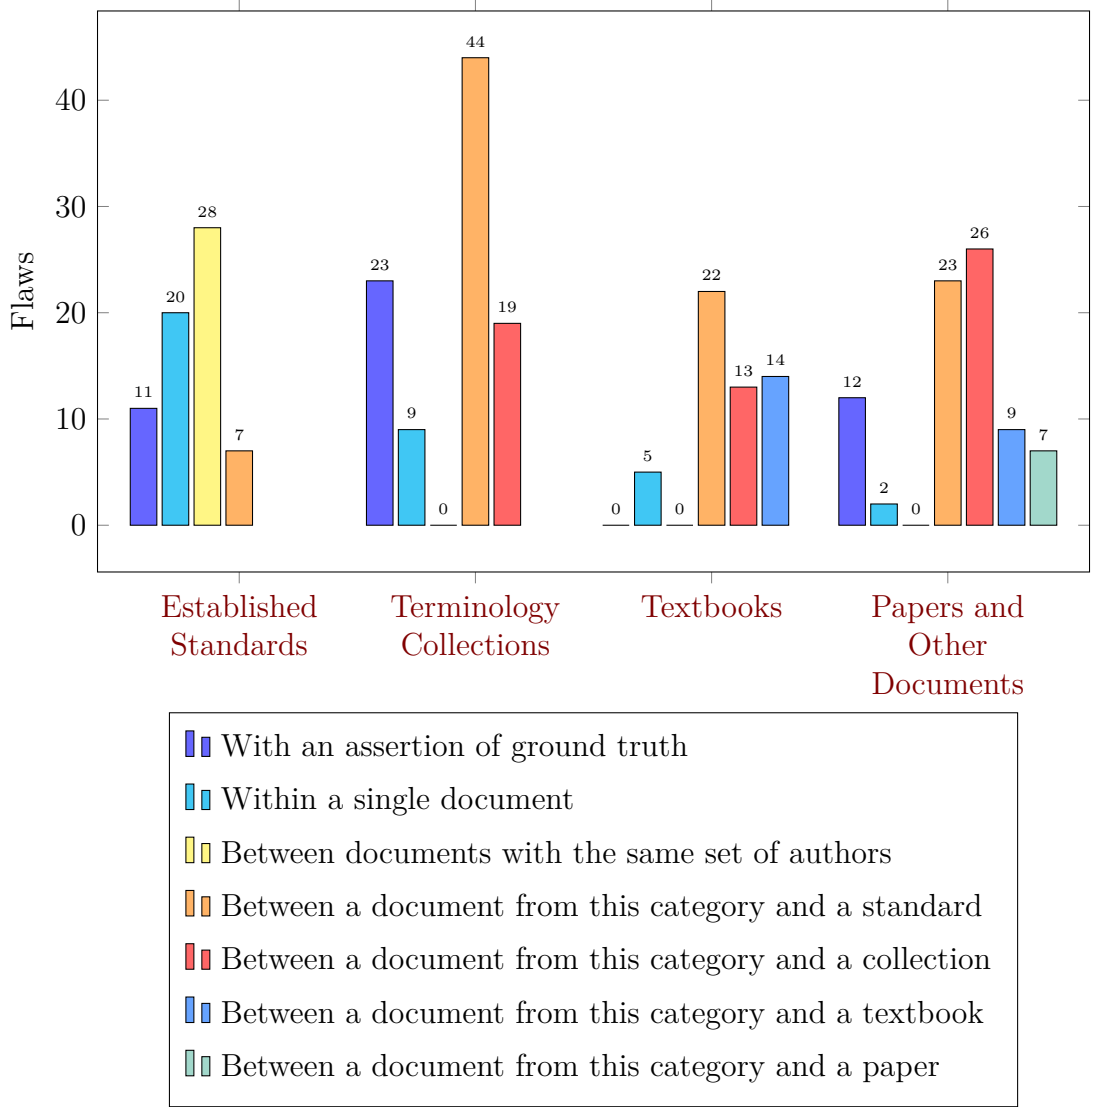 44
40
30
28
26
23
23
22
20
20
19
14
13
12
11
10
9
9
7
7
5
2
0
0
0
0
0
Flaws
Established
Standards
Terminology
Collections
Textbooks
Papers and
Other
Documents
With an assertion of ground truth
Within a single document
Between documents with the same set of authors
Between a document from this category and a standard
Between a document from this category and a collection
Between a document from this category and a textbook
Between a document from this category and a paper